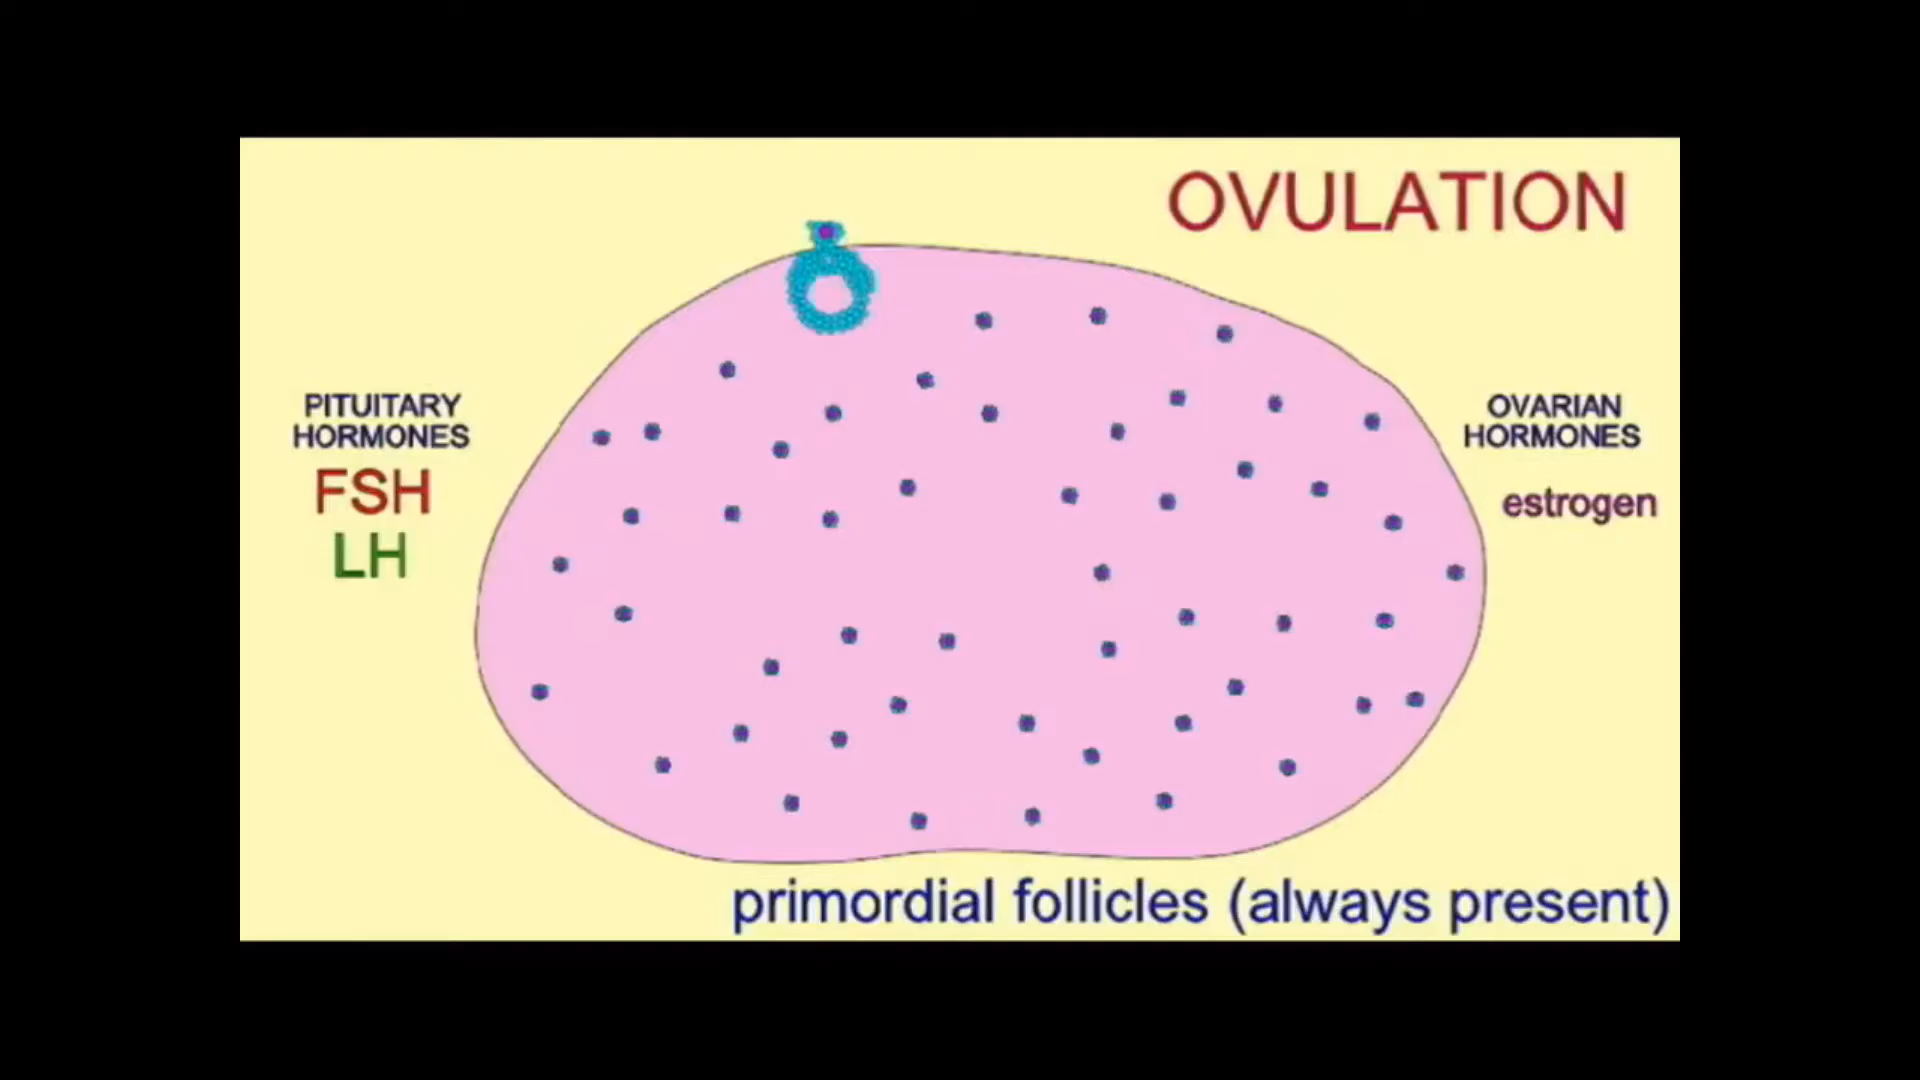 OVULATION
PITUITARY
HORMONES
FSH
LH
OVARIAN
HORMONES
estrogen
primordial follicles (always present)